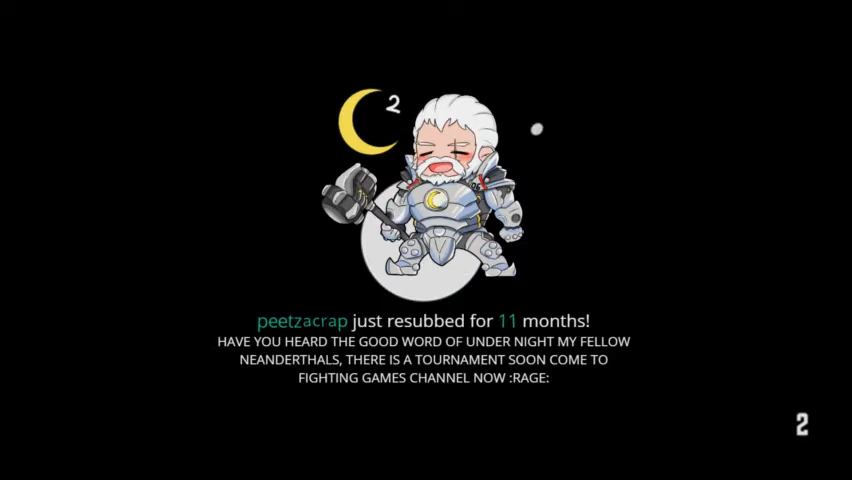 2
peetzacrap just resubbed for 11 months!
HAVE YOU HEARD THE GOOD WORD OF UNDER NIGHT MY FELLOW
NEANDERTHALS, THERE IS A TOURNAMENT SOON COME TO
FIGHTING GAMES CHANNEL NOW :RAGE:
2